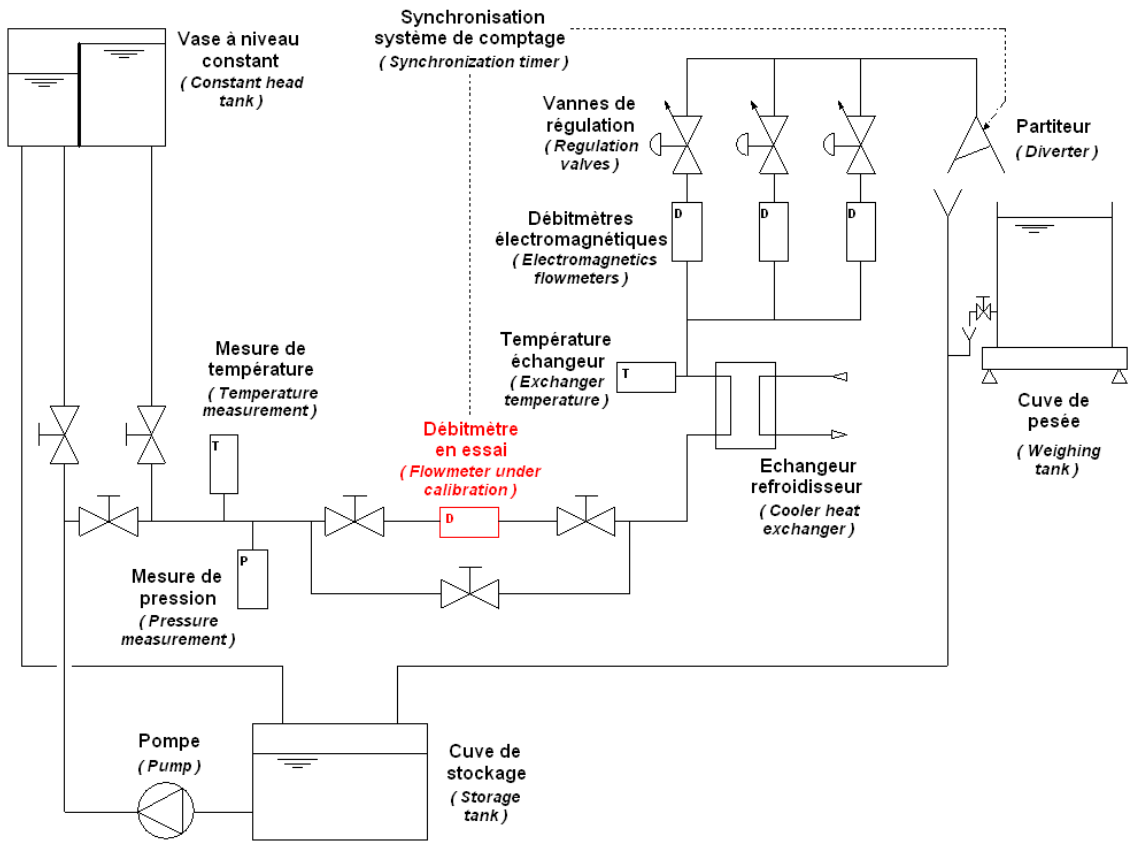 Vase à niveau
constant
( Constant head
tank )
Synchronisation
système de comptage
( Synchronization timer )
Vannes de
régulation
( Regulation
valves )
Partiteur
( Diverter )
D
D
D
Débitmètres
électromagnétiques
( Electromagnetics
flowmeters )
Mesure de
température
( Temperature
measurement )
T
Température
échangeur
( Exchanger
temperature )
T
Cuve de
pesée
( Weighing
tank )
Débitmètre
en essai
( Flowmeter under
calibration )
D
Echangeur
refroidisseur
( Cooler heat
exchanger )
P
Mesure de
pression
( Pressure
measurement )
Pompe
( Pump )
Cuve de
stockage
( Storage
tank )